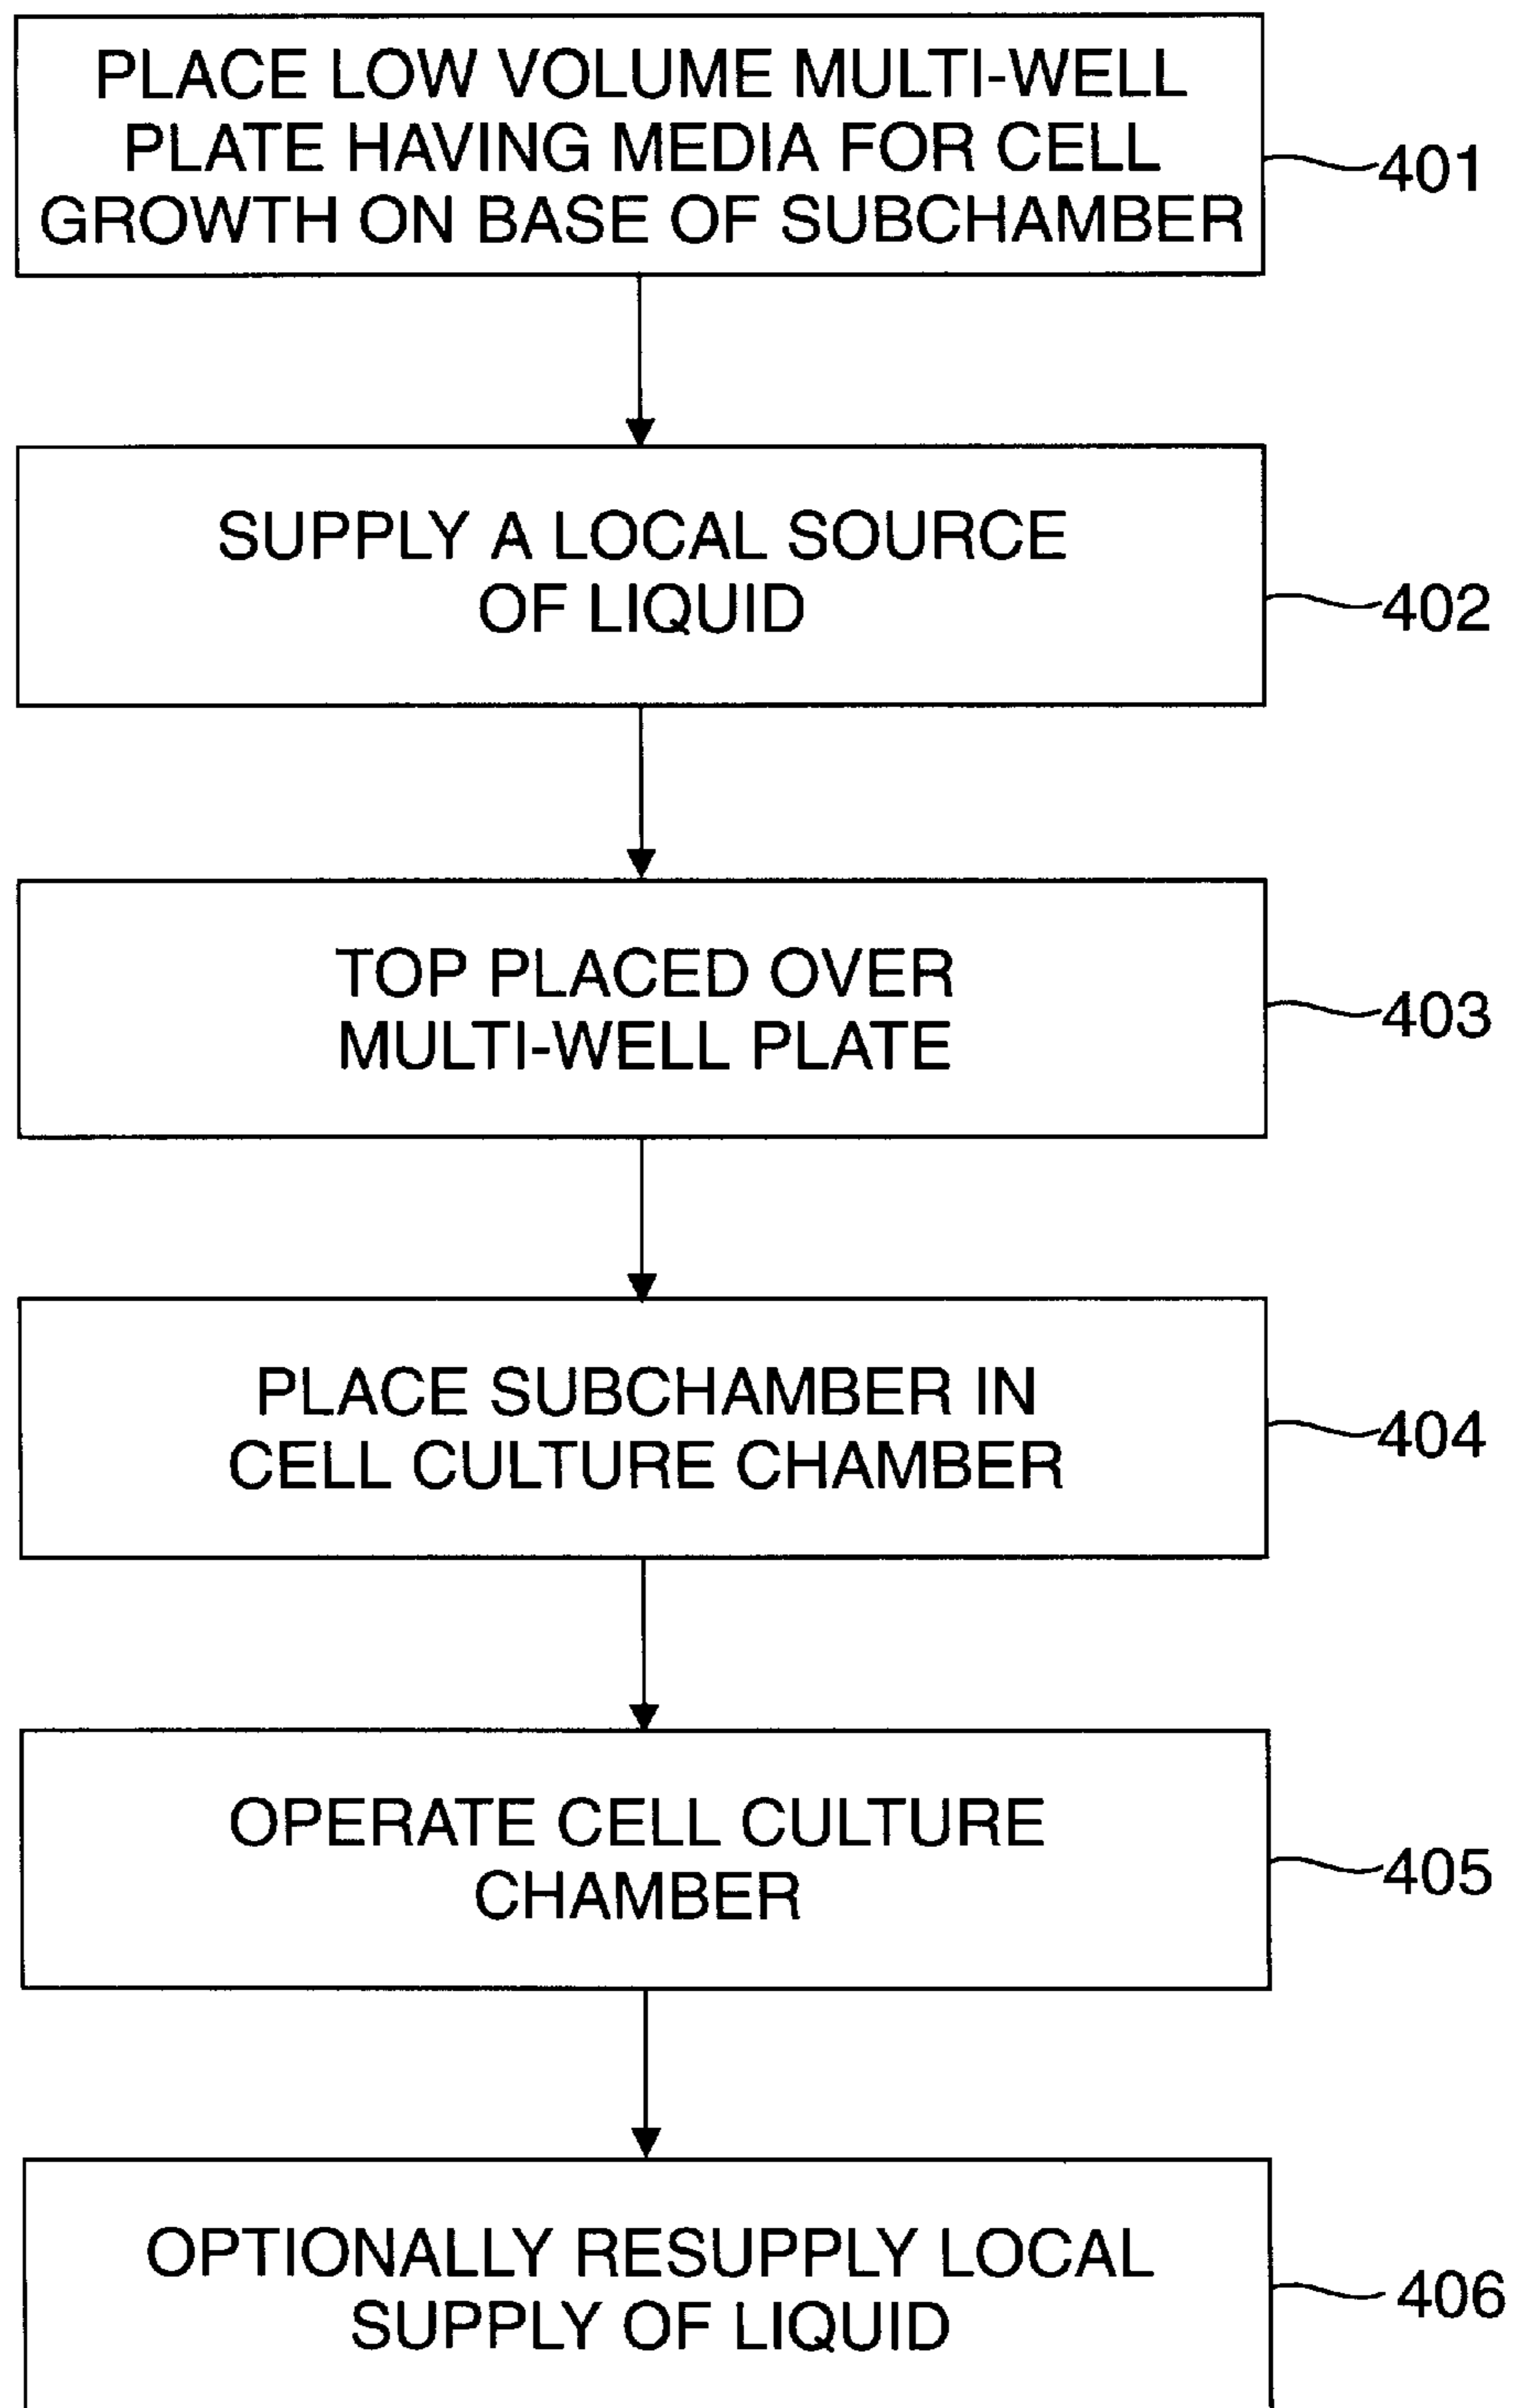 PLACE LOW VOLUME MULTI-WELL
PLATE HAVING MEDIA FOR CELL
GROWTH ON BASE OF SUBCHAMBER
401
SUPPLY A LOCAL SOURCE
OF LIQUID
402
TOP PLACED OVER
MULTI-WELL PLATE
403
PLACE SUBCHAMBER IN
CELL CULTURE CHAMBER
404
OPERATE CELL CULTURE
CHAMBER
405
OPTIONALLY RESUPPLY LOCAL
SUPPLY OF LIQUID
406